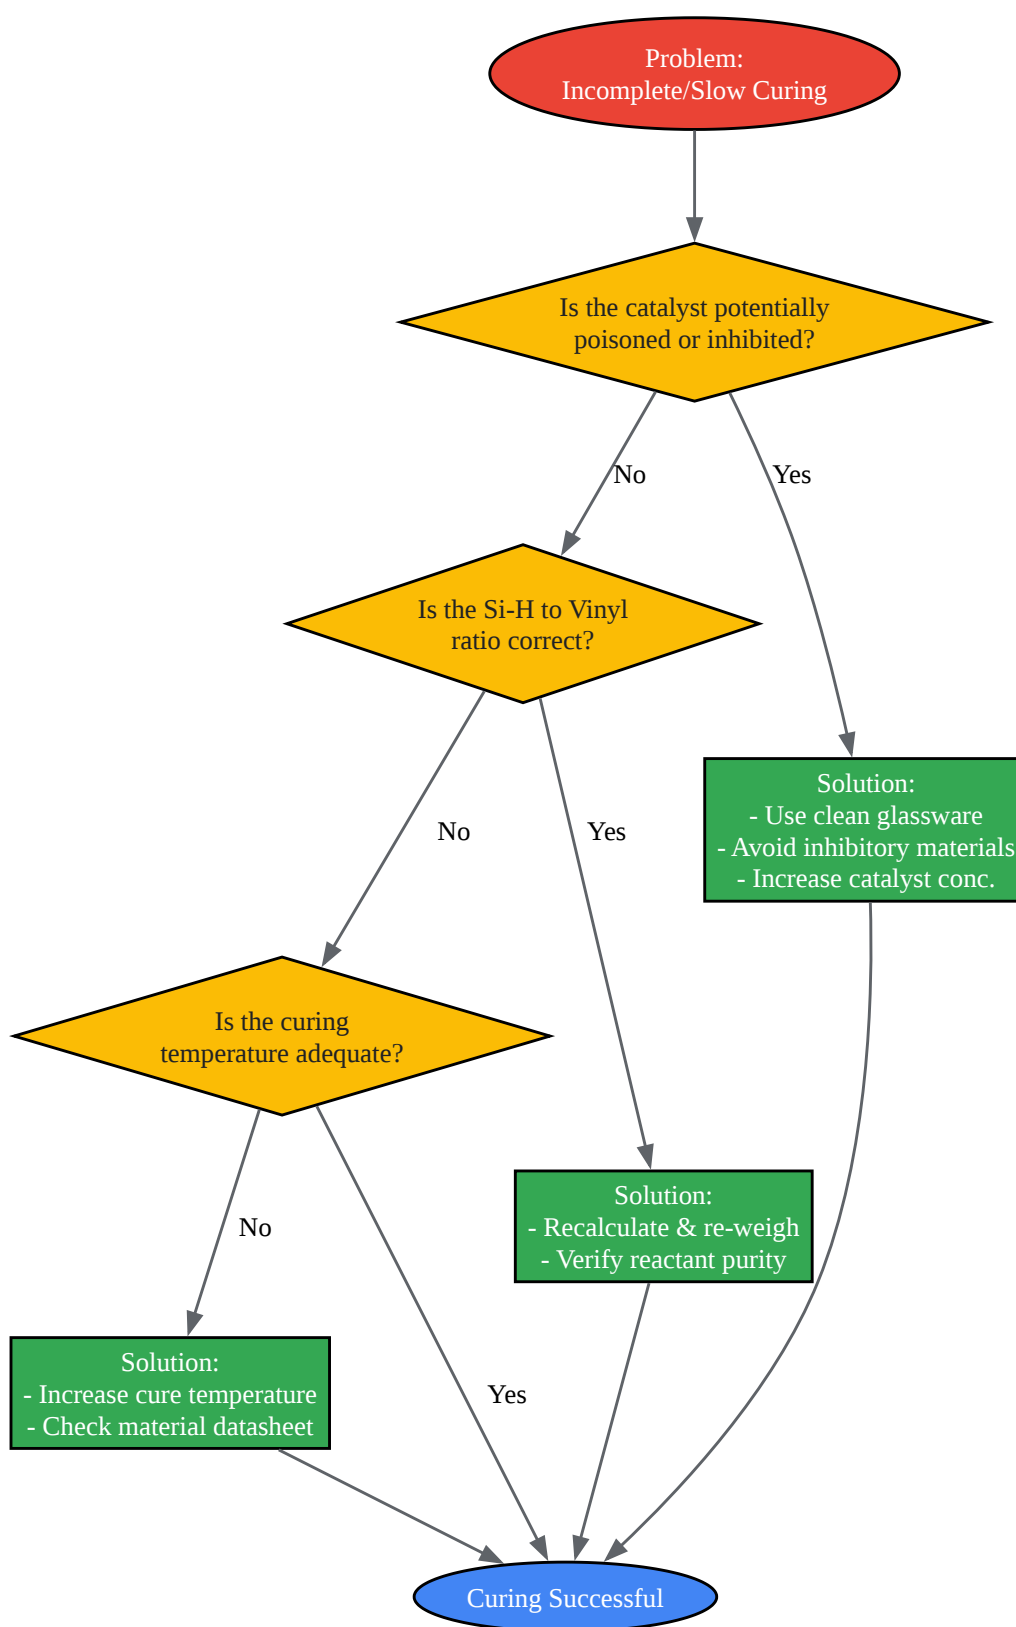 Problem:
Incomplete/Slow Curing
Is the catalyst potentially
poisoned or inhibited?
No
Yes
Is the Si-H to Vinyl
ratio correct?
No
Yes
Solution:
- Use clean glassware
- Avoid inhibitory materials
- Increase catalyst conc.
Is the curing
temperature adequate?
No
Yes
Solution:
- Recalculate & re-weigh
- Verify reactant purity
Solution:
- Increase cure temperature
- Check material datasheet
Curing Successful